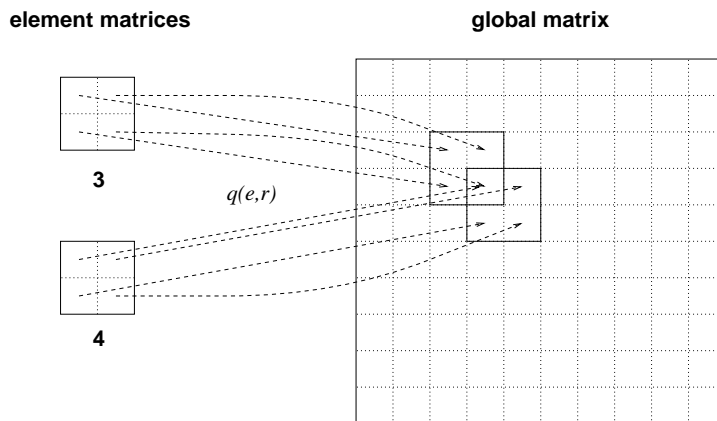 element matrices
global matrix
3
q(e,r)
4